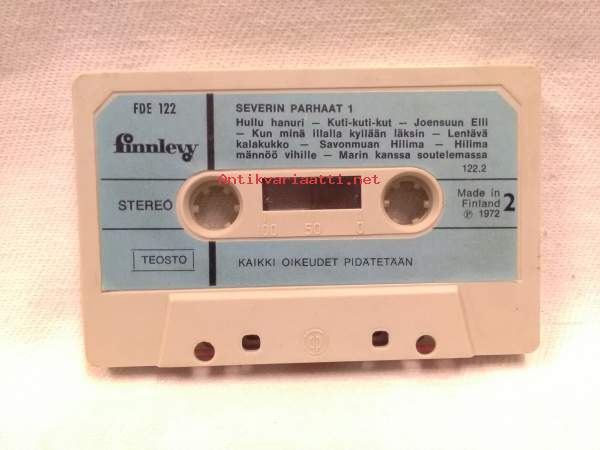 FDE 122
finnlevy
STEREO
TEOSTO
SEVERIN PARHAAT 1
Hullu hanuri – Kuti-kuti-kut – Joensuun Elli
– Kun minä illalla kyllään läksin – Lentävä
kalakukko – Savonmuan Hilima – Hilima
männöö vihille – Marin kanssa soutelemassa
122.2
Antikvariaatti.net
100 50 0
Made in
Finland
℗ 1972
2
KAIKKI OIKEUDET PIDÄTETÄÄN